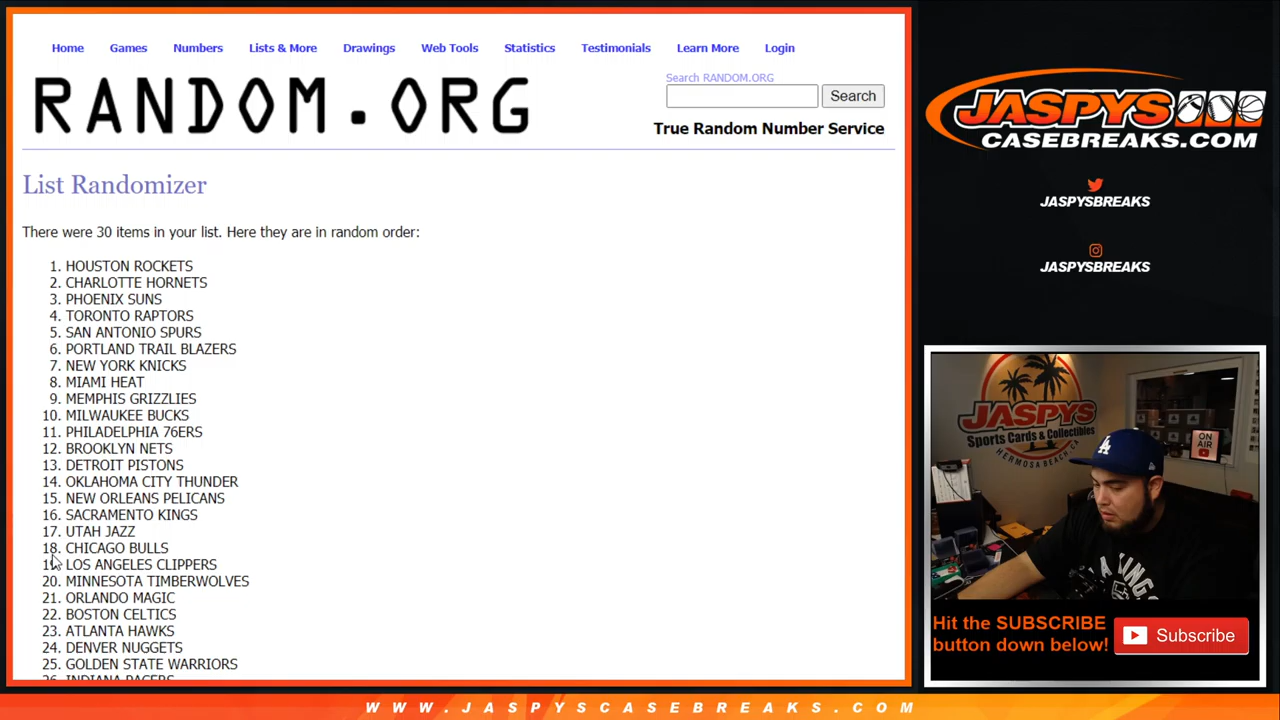 Home Games Numbers Lists & More Drawings Web Tools Statistics Testimonials Learn More Login
RANDOM.ORG
Search RANDOM.ORG
Search
True Random Number Service
List Randomizer
There were 30 items in your list. Here they are in random order:
1. HOUSTON ROCKETS
2. CHARLOTTE HORNETS
3. PHOENIX SUNS
4. TORONTO RAPTORS
5. SAN ANTONIO SPURS
6. PORTLAND TRAIL BLAZERS
7. NEW YORK KNICKS
8. MIAMI HEAT
9. MEMPHIS GRIZZLIES
10. MILWAUKEE BUCKS
11. PHILADELPHIA 76ERS
12. BROOKLYN NETS
13. DETROIT PISTONS
14. OKLAHOMA CITY THUNDER
15. NEW ORLEANS PELICANS
16. SACRAMENTO KINGS
17. UTAH JAZZ
18. CHICAGO BULLS
19. LOS ANGELES CLIPPERS
20. MINNESOTA TIMBERWOLVES
21. ORLANDO MAGIC
22. BOSTON CELTICS
23. ATLANTA HAWKS
24. DENVER NUGGETS
25. GOLDEN STATE WARRIORS
26. INDIANA PACERS
JASPYS
CASEBREAKS.COM
JASPYSBREAKS
JASPYSBREAKS
JASPYS
Sports Cards & Collectibles
HERMOSA BEACH, CA
ON
AIR
LA
KINGS
Hit the SUBSCRIBE
button down below!
Subscribe
WWW.JASPYSCASEBREAKS.COM